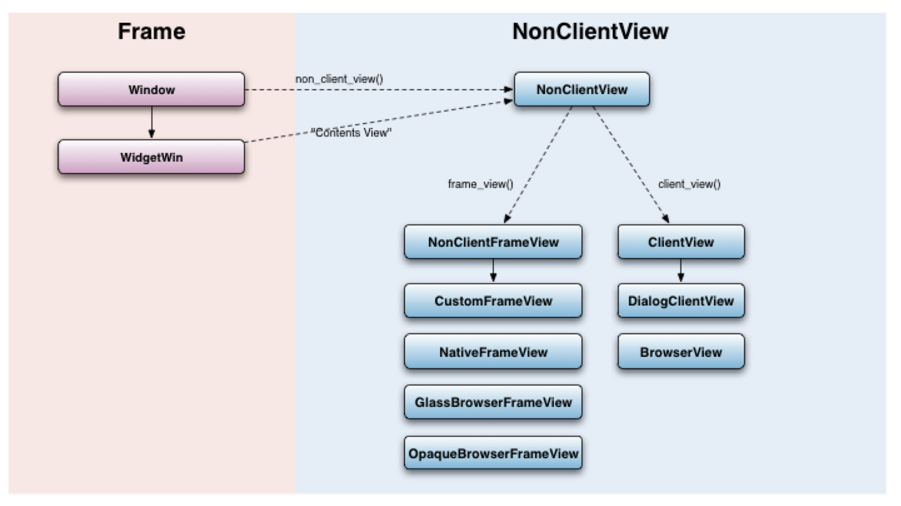 Frame
NonClientView
Window
non_client_view()
NonClientView
WidgetWin
"Contents View"
frame_view()
client_view()
NonClientFrameView
ClientView
CustomFrameView
DialogClientView
NativeFrameView
BrowserView
GlassBrowserFrameView
OpaqueBrowserFrameView